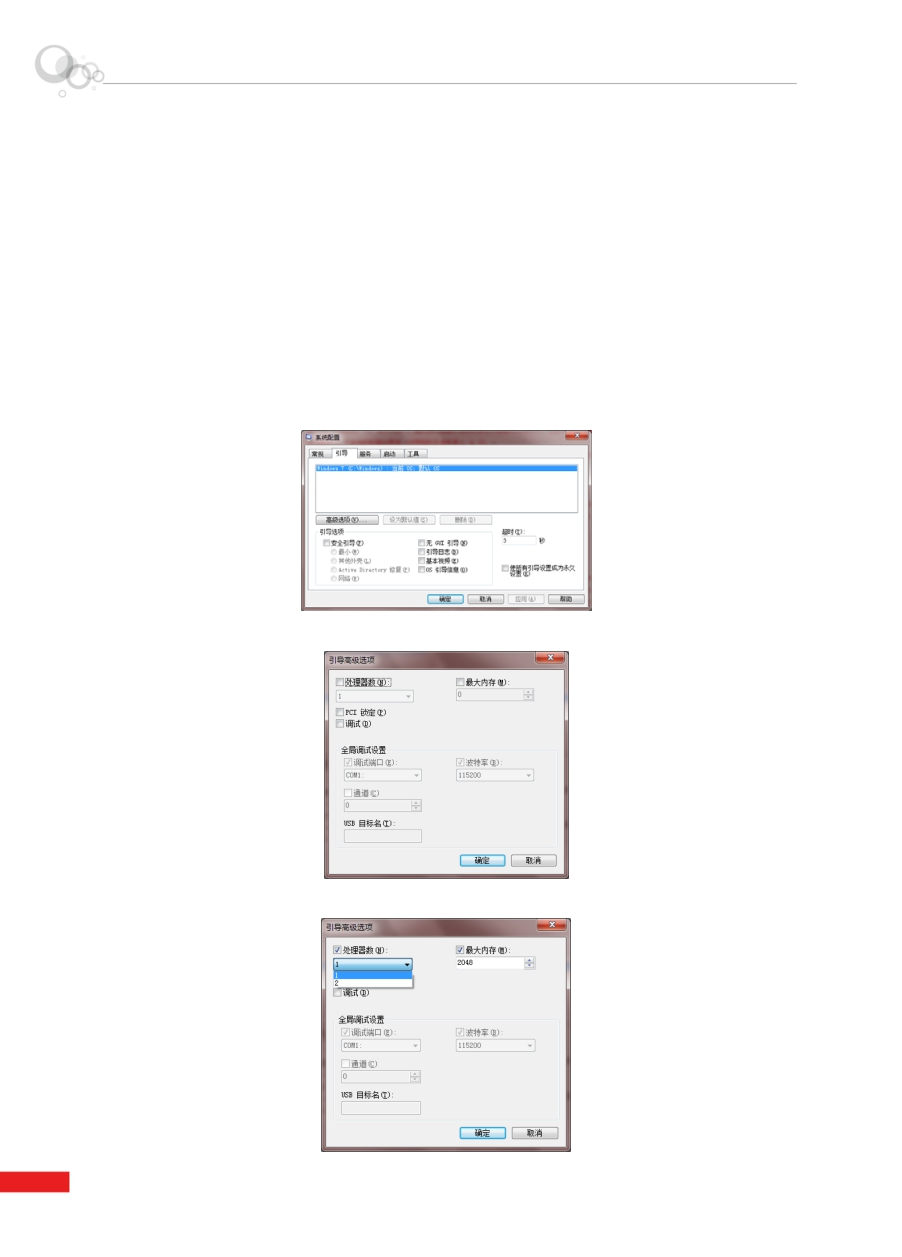 系统配置
常规 引导 服务 启动 工具
Windows 7 (C:\Windows) : 当前 OS; 默认 OS
高级选项(V)... 设为默认值(S) 删除(D)
引导选项
安全引导(F)
最小(M)
其他外壳(L)
Active Directory 修复(P)
网络(W)
无 GUI 引导(N)
引导日志(B)
基本视频(E)
OS 引导信息(O)
超时(T):
3 秒
使所有引导设置成为永久设置(K)
确定 取消 应用(A) 帮助
引导高级选项
处理器数(N): 最大内存(M):
1 0
PCI 锁定(P)
调试(D)
全局调试设置
调试端口(E): 波特率(B):
COM1: 115200
通道(C)
0
USB 目标名(T):
确定 取消
引导高级选项
处理器数(N): 最大内存(M):
1 2048
1
2
调试(D)
全局调试设置
调试端口(E): 波特率(B):
COM1: 115200
通道(C)
0
USB 目标名(T):
确定 取消